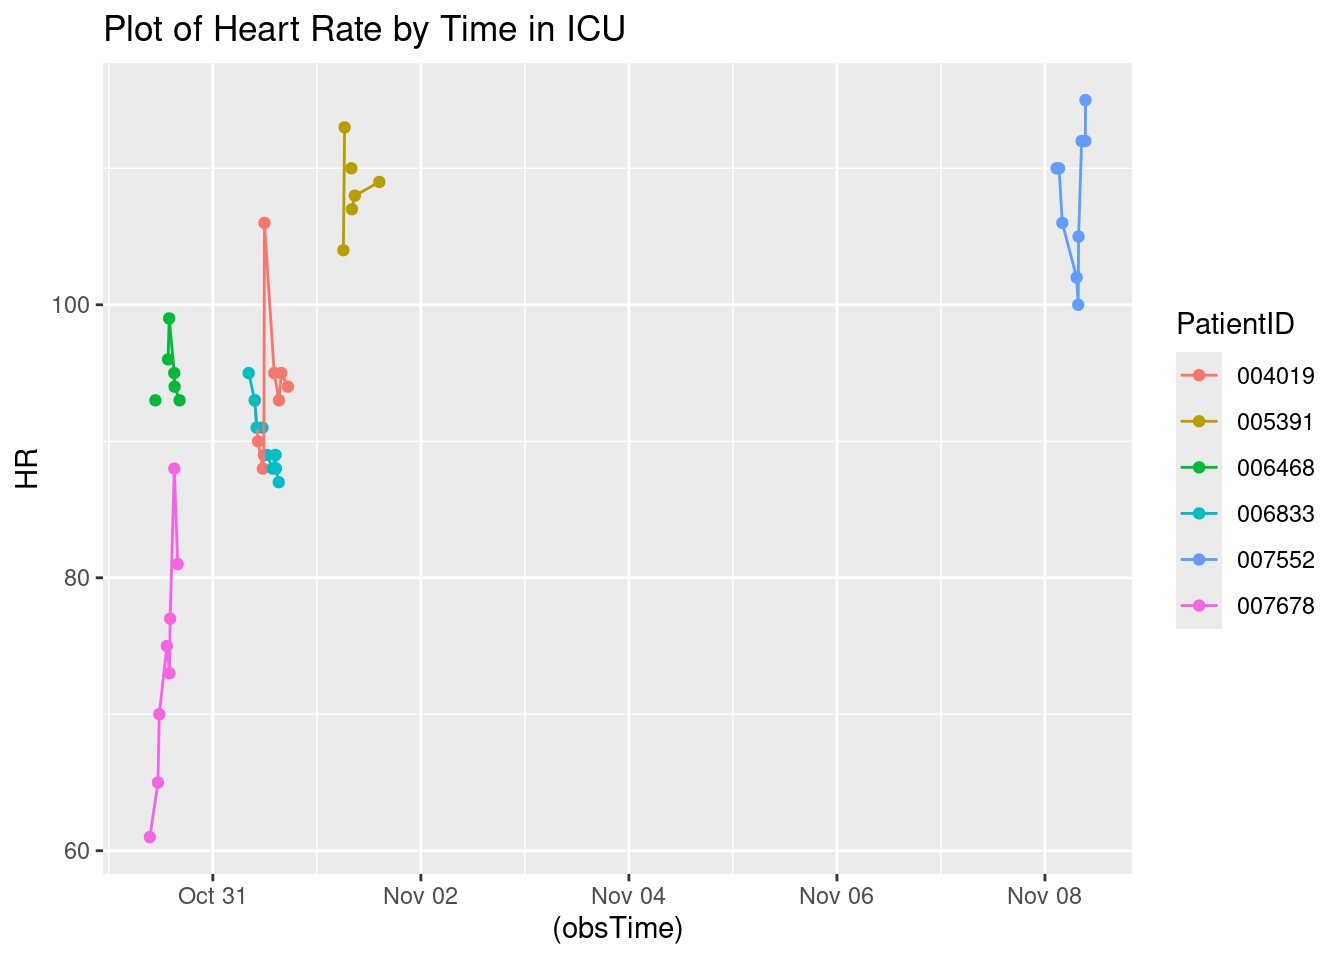 Plot of Heart Rate by Time in ICU
HR
100
80
60
Oct 31
Nov 02
Nov 04
Nov 06
Nov 08
(obsTime)
PatientID
004019
005391
006468
006833
007552
007678